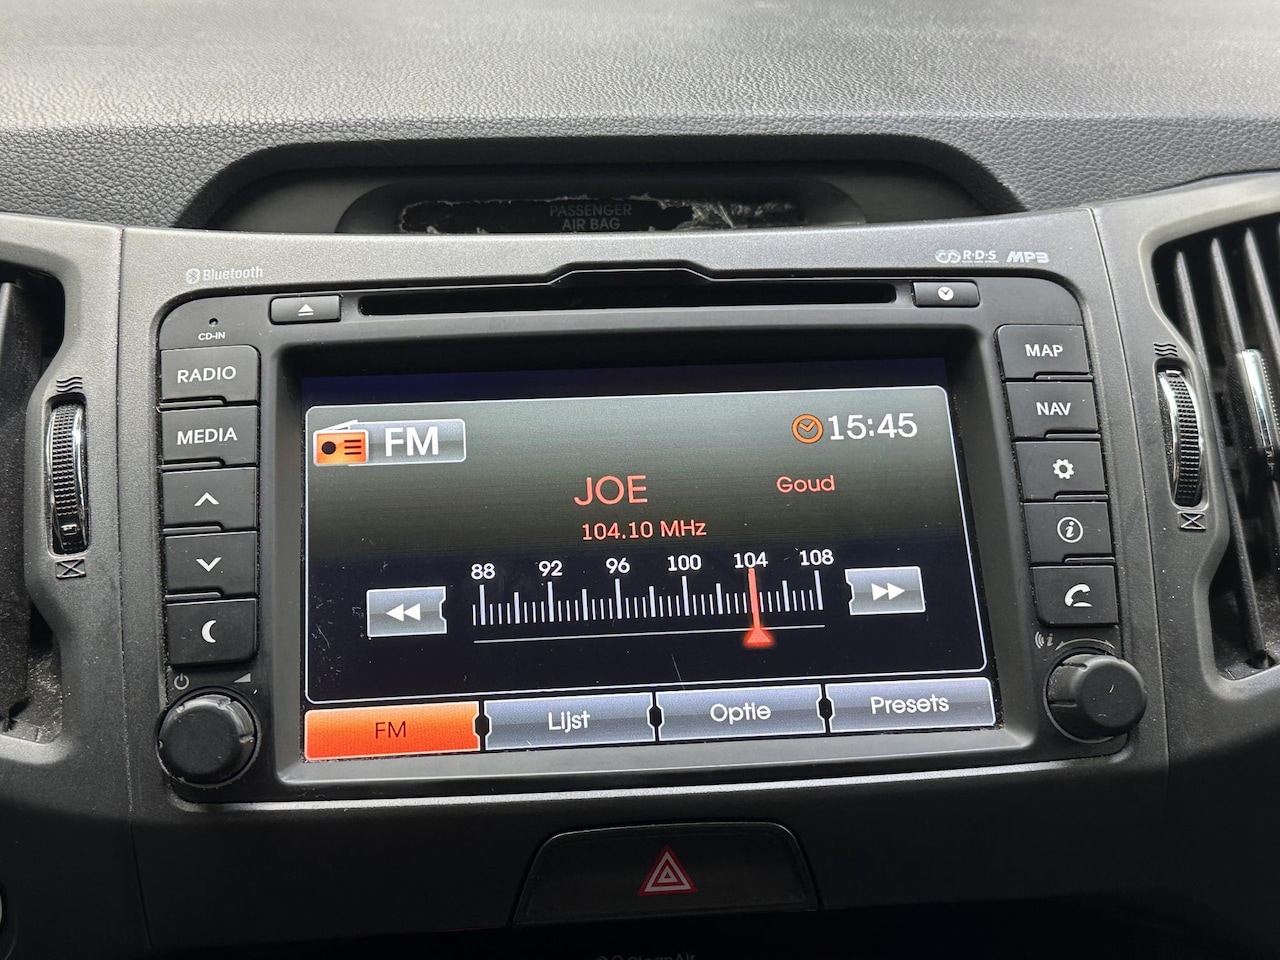 PASSENGER
AIR BAG
Bluetooth
R·D·S MP3
CD-IN
RADIO
MEDIA
MAP
NAV
FM
15:45
JOE
Goud
104.10 MHz
88 92 96 100 104 108
FM
Lijst
Optie
Presets